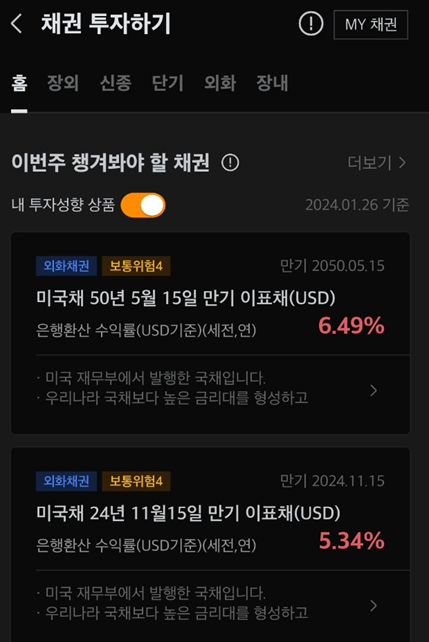 채권 투자하기
MY 채권
홈 장외 신종 단기 외화 장내
이번주 챙겨봐야 할 채권
더보기
내 투자성향 상품
2024.01.26 기준
외화채권 보통위험4 만기 2050.05.15
미국채 50년 5월 15일 만기 이표채(USD)
은행환산 수익률(USD기준)(세전,연) 6.49%
· 미국 재무부에서 발행한 국채입니다.
· 우리나라 국채보다 높은 금리대를 형성하고
외화채권 보통위험4 만기 2024.11.15
미국채 24년 11월15일 만기 이표채(USD)
은행환산 수익률(USD기준)(세전,연) 5.34%
· 미국 재무부에서 발행한 국채입니다.
· 우리나라 국채보다 높은 금리대를 형성하고